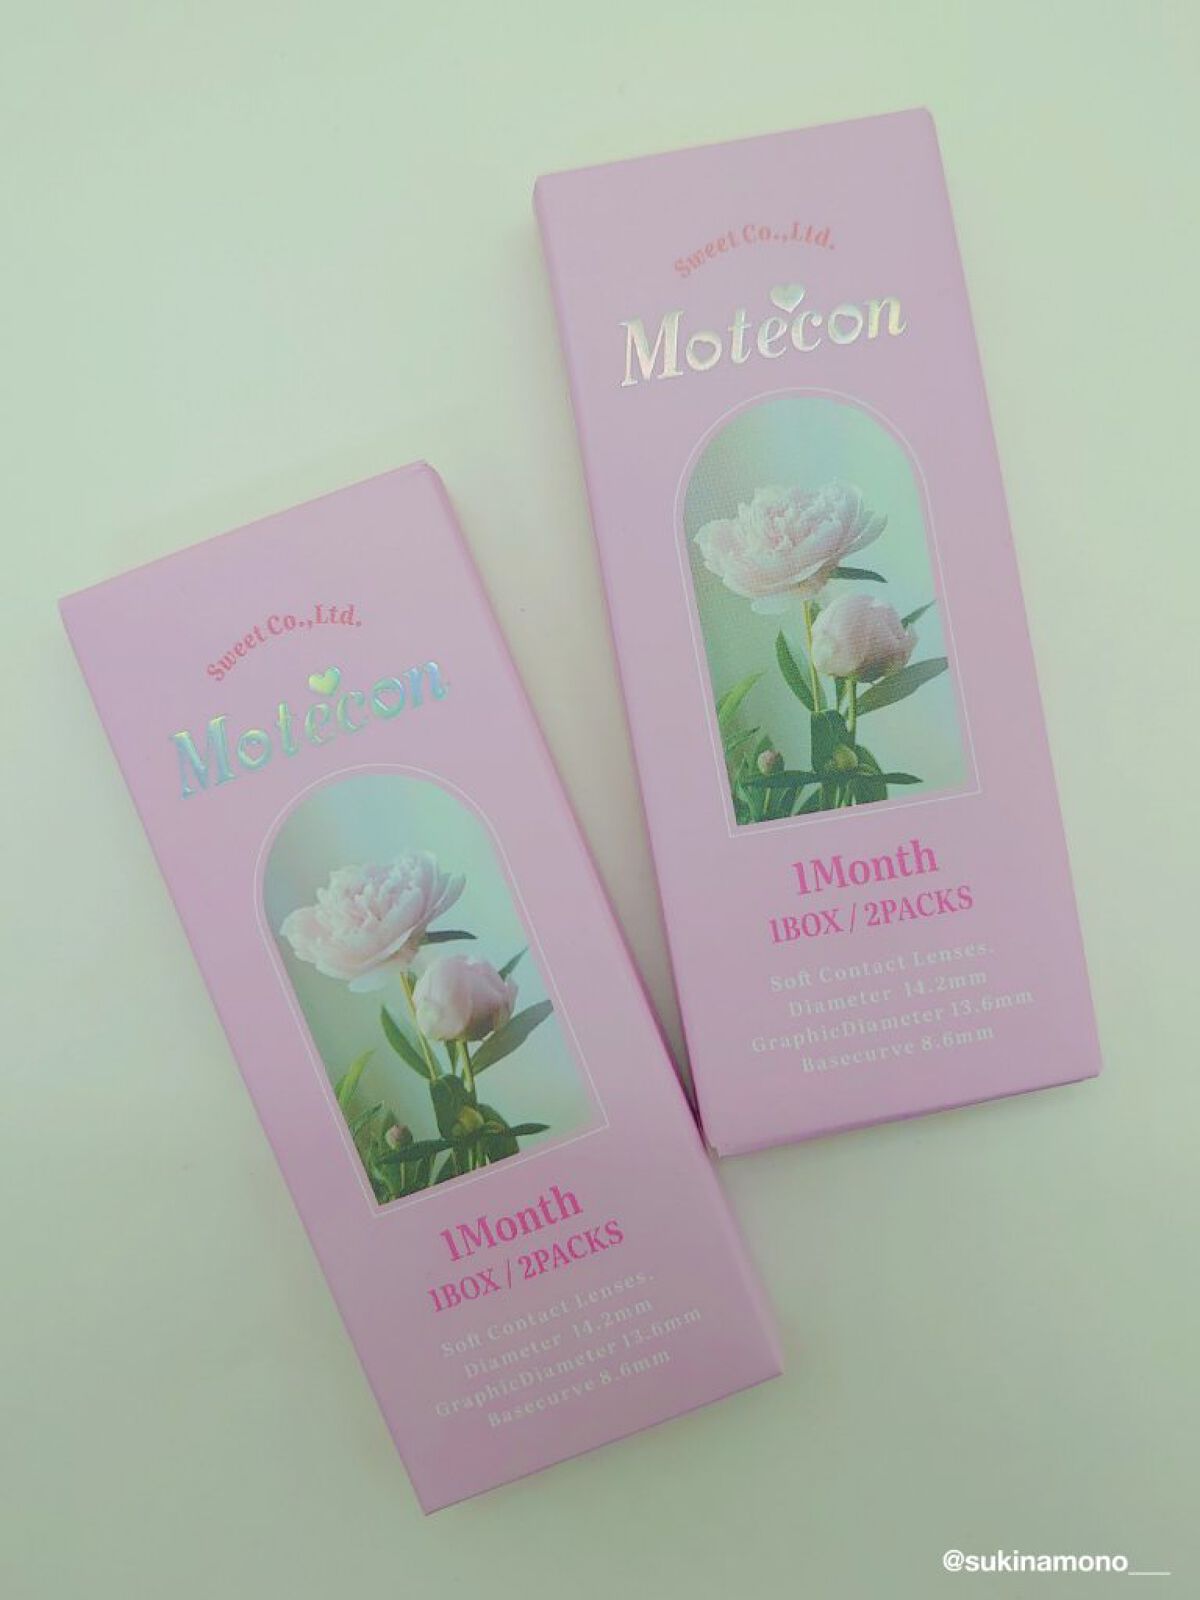 Sweet Co.,Ltd.
Motecon
1Month
1BOX / 2PACKS
Soft Contact Lenses.
Diameter 14.2mm
GraphicDiameter 13.6mm
Basecurve 8.6mm
Sweet Co.,Ltd.
Motecon
1Month
1BOX / 2PACKS
Soft Contact Lenses.
Diameter 14.2mm
GraphicDiameter 13.6mm
Basecurve 8.6mm
@sukinamono___